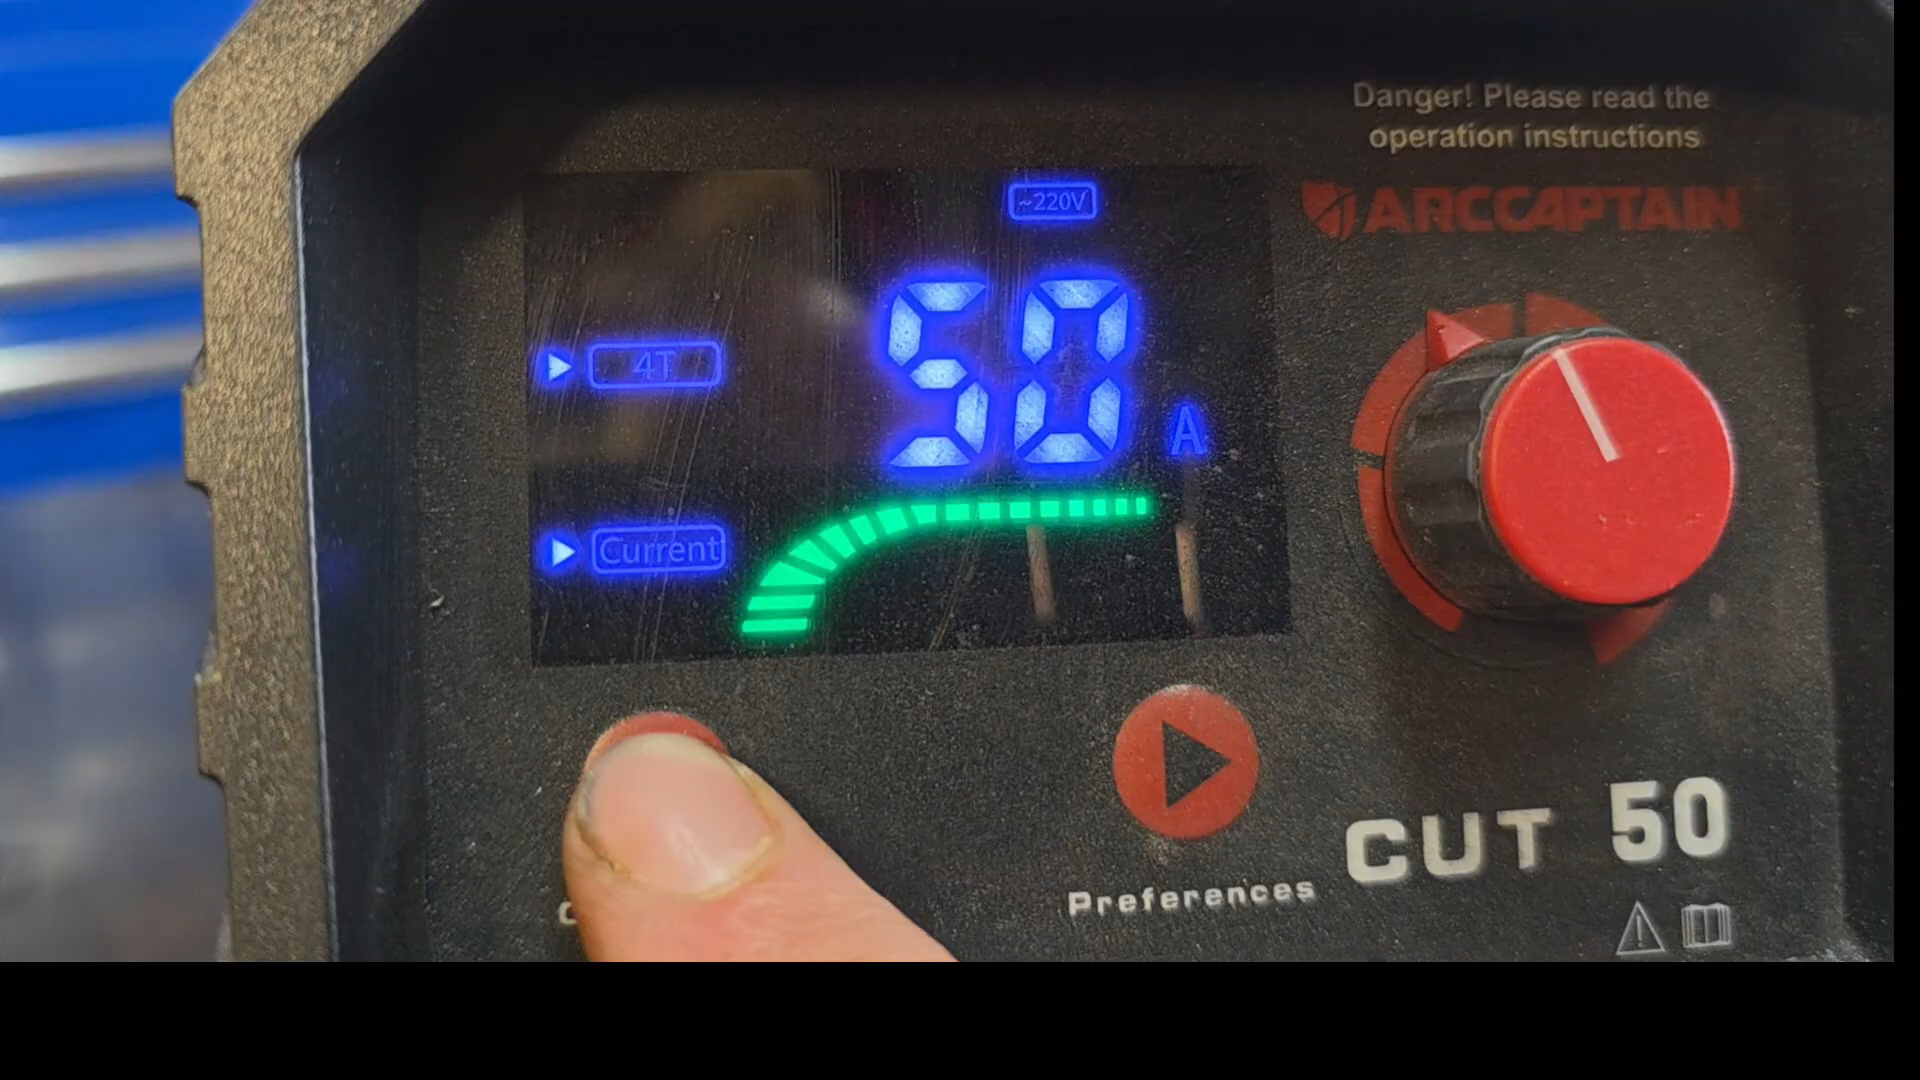 Danger! Please read the
operation instructions
ARCCAPTAIN
~220V
50 A
4T
Current
Preferences
CUT 50